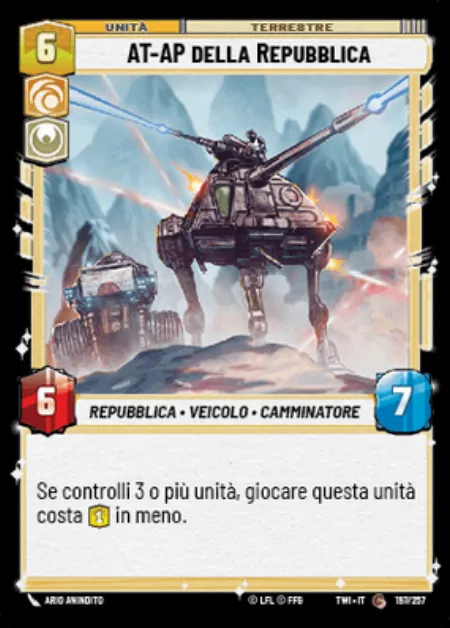 UNITÀ
TERRESTRE
6
AT-AP DELLA REPUBBLICA
6
REPUBBLICA • VEICOLO • CAMMINATORE
7
Se controlli 3 o più unità, giocare questa unità
costa 1 in meno.
ARIO ANINDITO
© LFL © FFG
TWI • IT
C